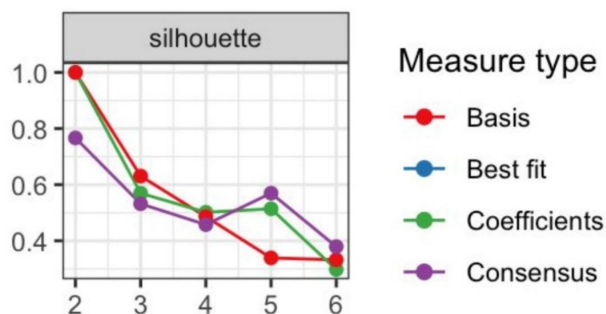 silhouette
1.0
0.8
0.6
0.4
2 3 4 5 6
Measure type
Basis
Best fit
Coefficients
Consensus